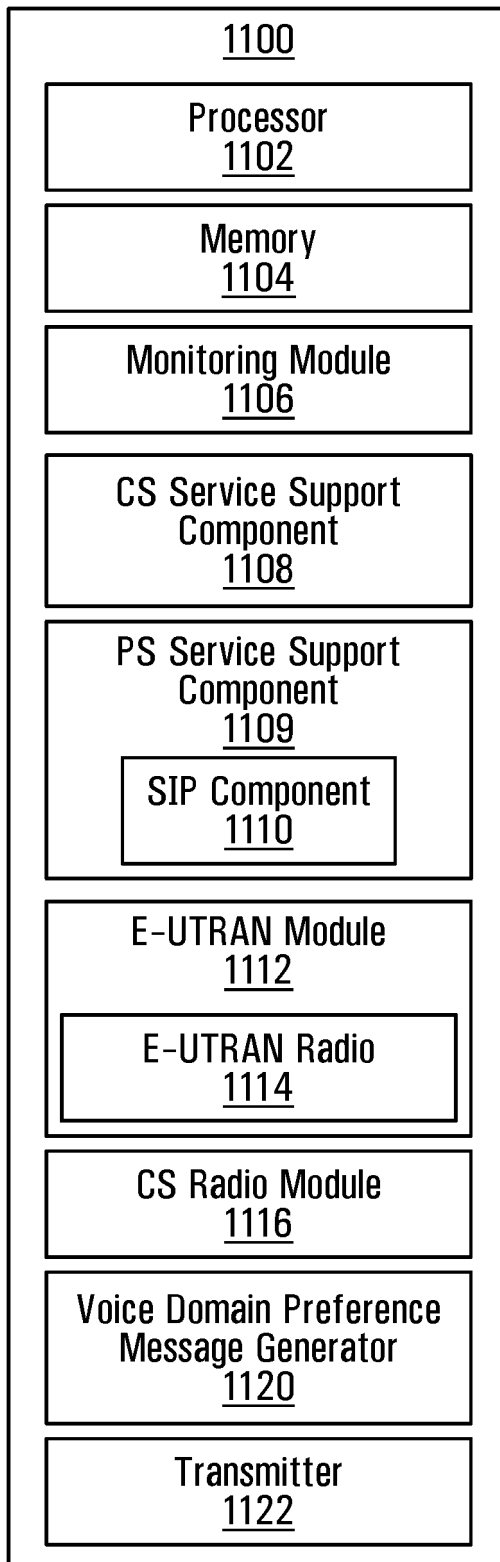 1100
Processor
1102
Memory
1104
Monitoring Module
1106
CS Service Support
Component
1108
PS Service Support
Component
1109
SIP Component
1110
E-UTRAN Module
1112
E-UTRAN Radio
1114
CS Radio Module
1116
Voice Domain Preference
Message Generator
1120
Transmitter
1122